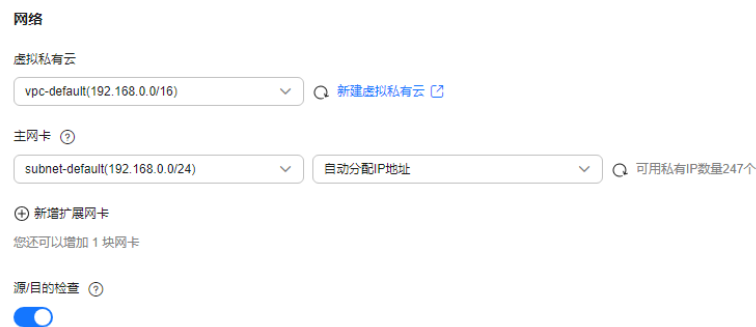 网络
虚拟私有云
vpc-default(192.168.0.0/16) 新建虚拟私有云
主网卡
subnet-default(192.168.0.0/24) 自动分配IP地址 可用私有IP数量247个
新增扩展网卡
您还可以增加 1 块网卡
源/目的检查